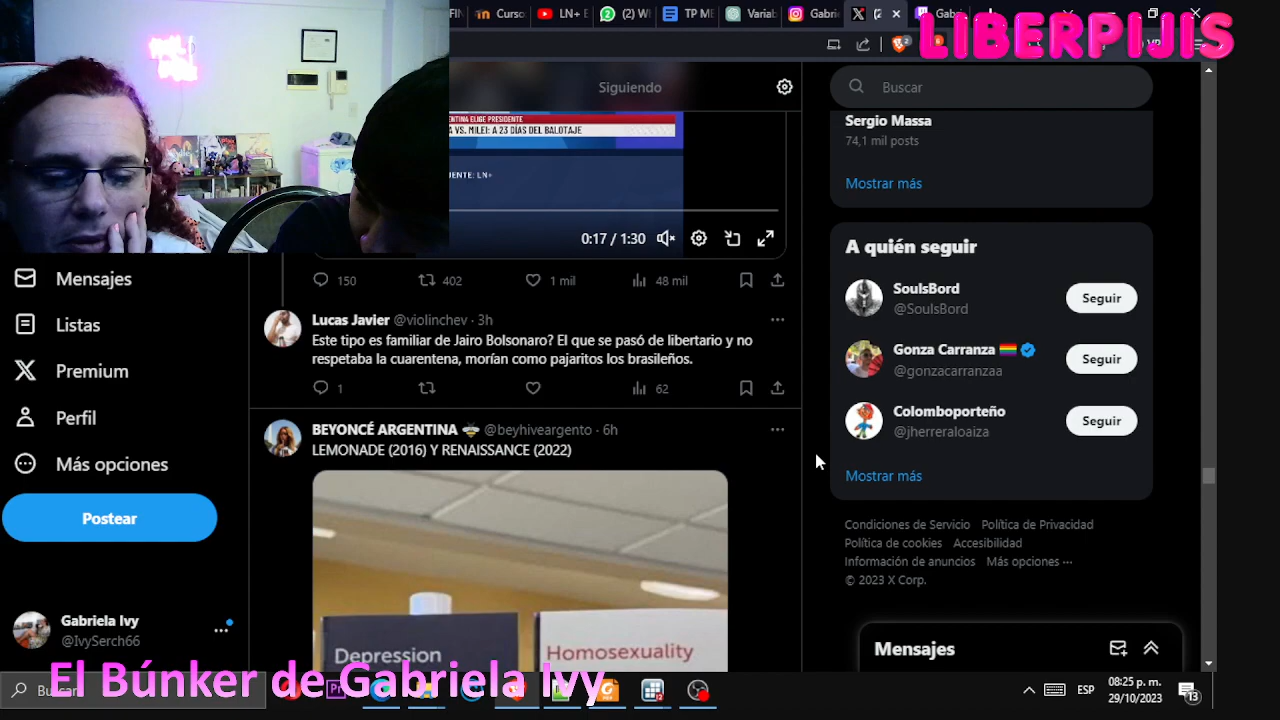 Curso
LN+ E
(2) W
TP ME
Variab
Gabrie
Gabri
LIBERPIJIS
Siguiendo
Buscar
ENTINA ELIGE PRESIDENTE
A VS. MILEI: A 23 DÍAS DEL BALOTAJE
ENTE: LN+
0:17 / 1:30
150
402
1 mil
48 mil
Sergio Massa
74,1 mil posts
Mostrar más
A quién seguir
SoulsBord
@SoulsBord
Seguir
Gonza Carranza
@gonzacarranzaa
Seguir
Colomboporteño
@jherreraloaiza
Seguir
Mostrar más
Condiciones de Servicio Política de Privacidad
Política de cookies Accesibilidad
Información de anuncios Más opciones ···
© 2023 X Corp.
Mensajes
Listas
Premium
Perfil
Más opciones
Postear
Gabriela Ivy
@IvySerch66
Lucas Javier @violinchev · 3h
Este tipo es familiar de Jairo Bolsonaro? El que se pasó de libertario y no
respetaba la cuarentena, morían como pajaritos los brasileños.
1
62
BEYONCÉ ARGENTINA @beyhiveargento · 6h
LEMONADE (2016) Y RENAISSANCE (2022)
Depression
Homosexuality
Mensajes
El Búnker de Gabriela Ivy
ESP
08:25 p. m.
29/10/2023
13